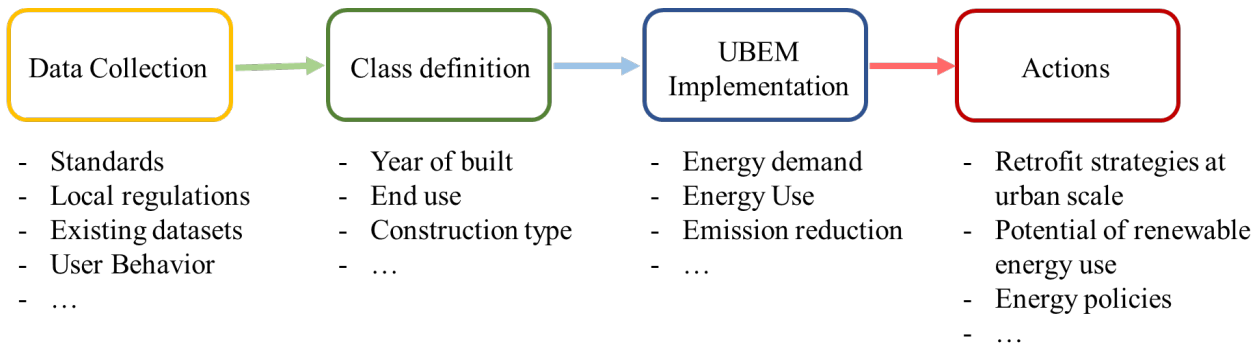 Data Collection
Class definition
UBEM
Implementation
Actions
- Standards
- Local regulations
- Existing datasets
- User Behavior
- …
- Year of built
- End use
- Construction type
- …
- Energy demand
- Energy Use
- Emission reduction
- …
- Retrofit strategies at
urban scale
- Potential of renewable
energy use
- Energy policies
- …